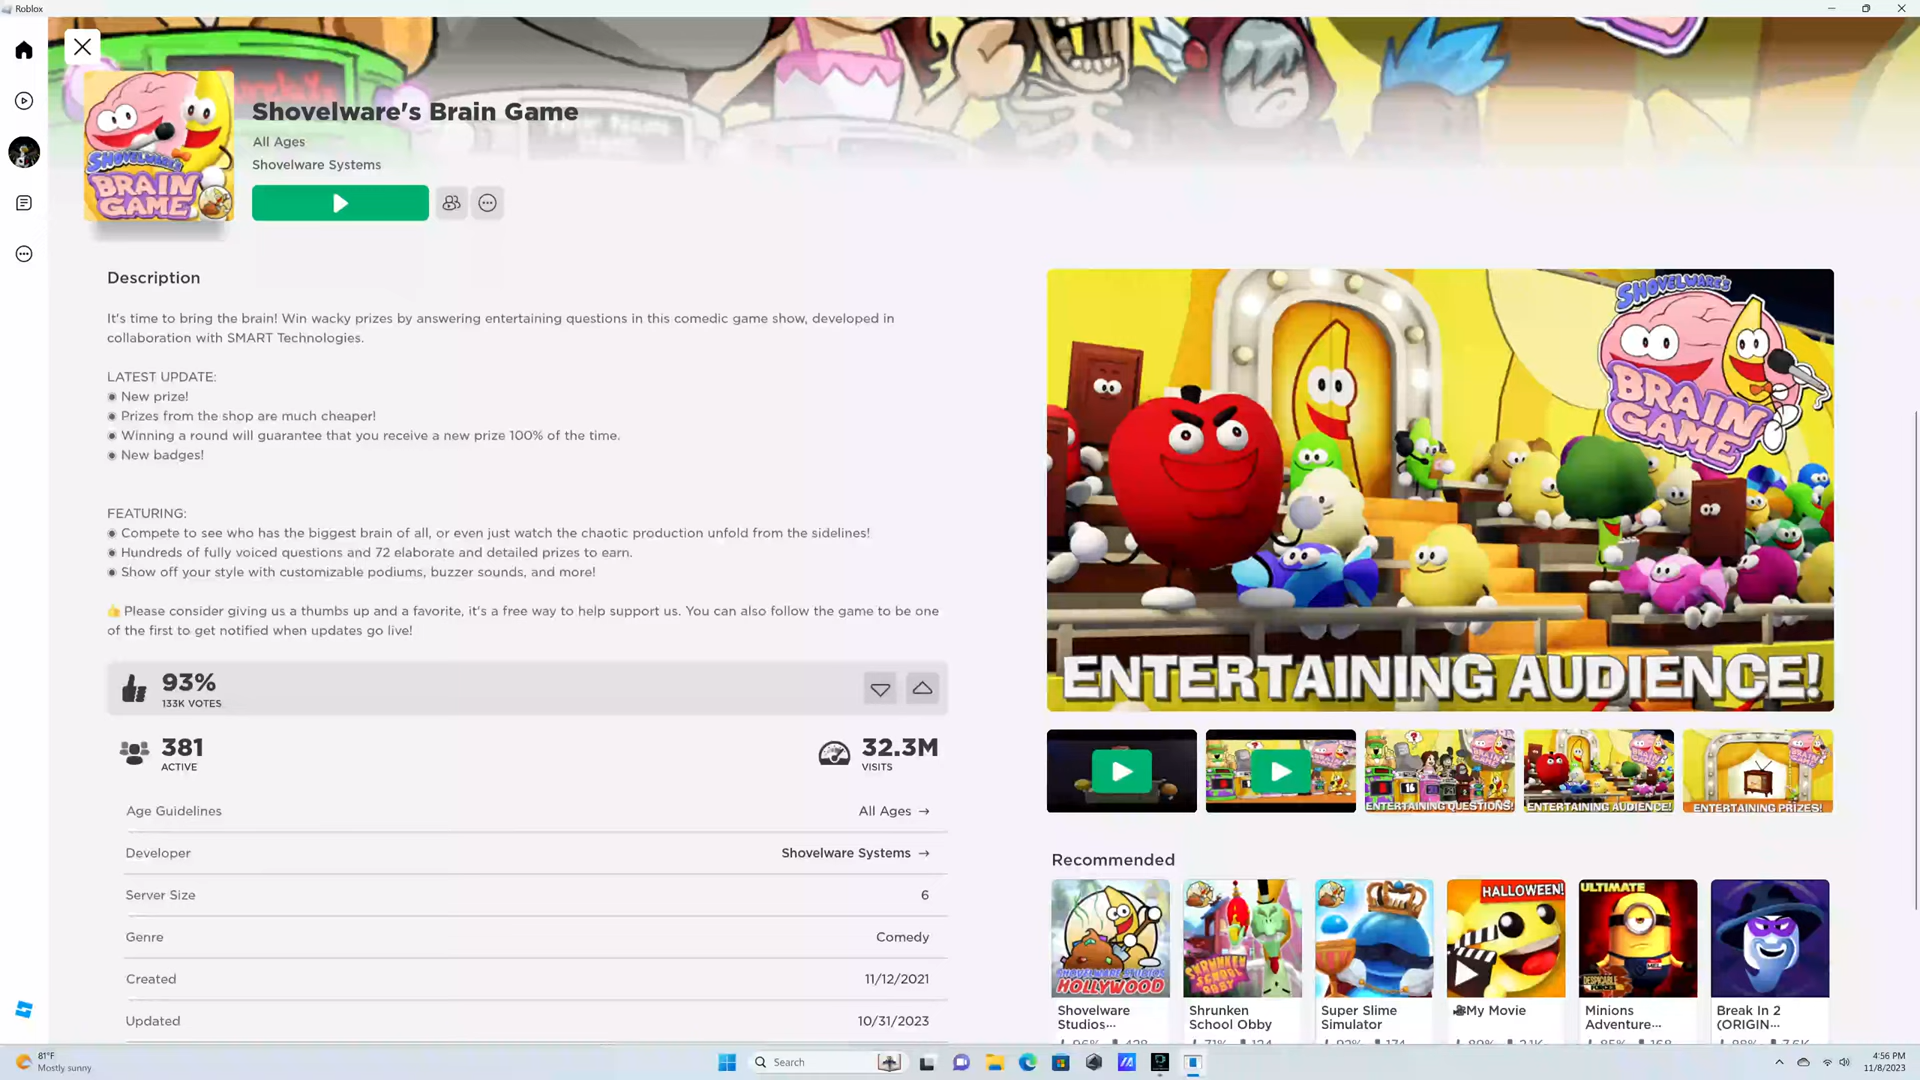 Roblox
SHOVELWARE'S
BRAIN
GAME
Shovelware's Brain Game
All Ages
Shovelware Systems
Description
It's time to bring the brain! Win wacky prizes by answering entertaining questions in this comedic game show, developed in
collaboration with SMART Technologies.
LATEST UPDATE:
◉ New prize!
◉ Prizes from the shop are much cheaper!
◉ Winning a round will guarantee that you receive a new prize 100% of the time.
◉ New badges!
FEATURING:
◉ Compete to see who has the biggest brain of all, or even just watch the chaotic production unfold from the sidelines!
◉ Hundreds of fully voiced questions and 72 elaborate and detailed prizes to earn.
◉ Show off your style with customizable podiums, buzzer sounds, and more!
👍 Please consider giving us a thumbs up and a favorite, it's a free way to help support us. You can also follow the game to be one
of the first to get notified when updates go live!
93%
133K VOTES
381
ACTIVE
32.3M
VISITS
Age Guidelines All Ages →
Developer Shovelware Systems →
Server Size 6
Genre Comedy
Created 11/12/2021
Updated 10/31/2023
SHOVELWARE'S
BRAIN
GAME
ENTERTAINING AUDIENCE!
ENTERTAINING QUESTIONS!
ENTERTAINING AUDIENCE!
ENTERTAINING PRIZES!
Recommended
SHOVELWARE STUDIOS
HOLLYWOOD
SHRUNKEN
SCHOOL
OBBY
HALLOWEEN!
ULTIMATE
Shovelware
Studios...
Shrunken
School Obby
Super Slime
Simulator
🎥My Movie
Minions
Adventure...
Break In 2
(ORIGIN...
81°F
Mostly sunny
Search
4:56 PM
11/8/2023